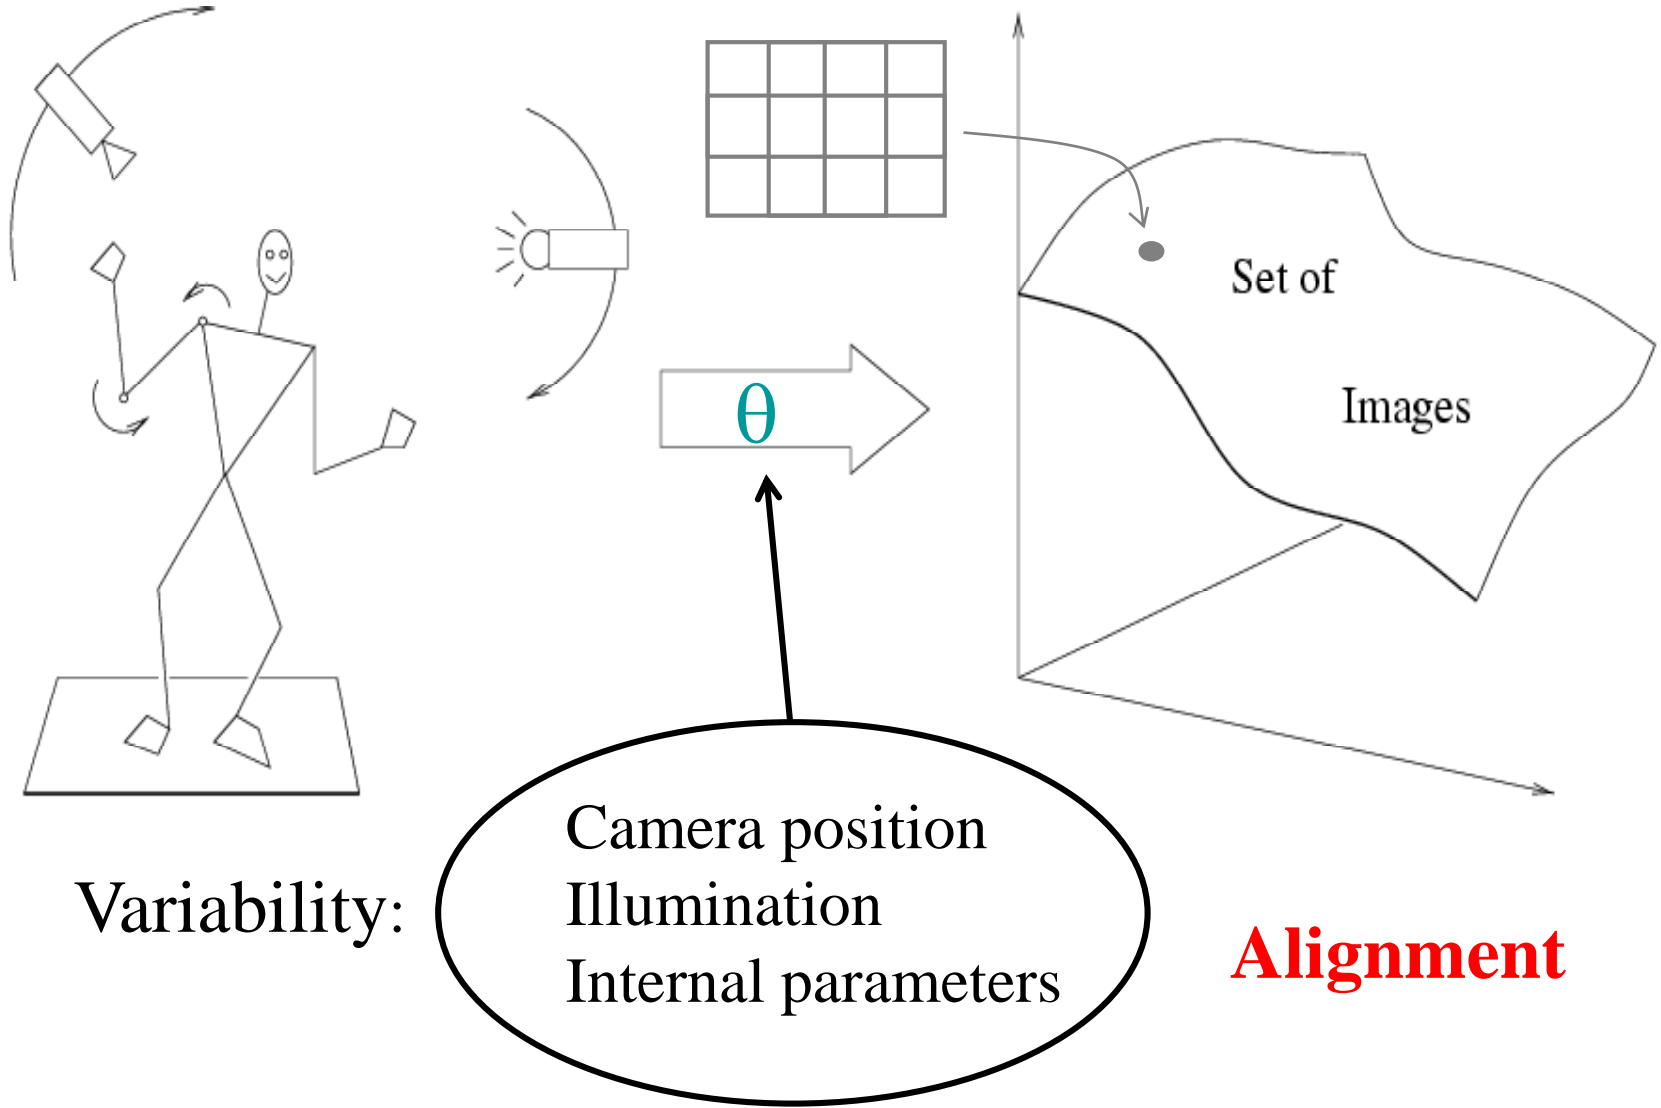 Set of
Images
θ
Variability:
Camera position
Illumination
Internal parameters
Alignment